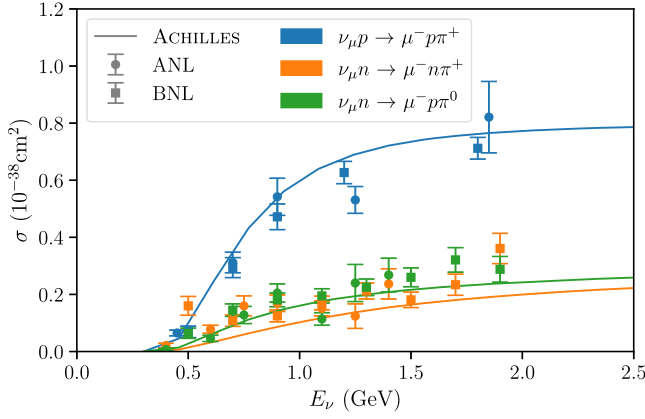 ACHILLES
ANL
BNL
νμp → μ⁻pπ⁺
νμn → μ⁻nπ⁺
νμn → μ⁻pπ⁰
σ (10⁻³⁸cm²)
1.2
1.0
0.8
0.6
0.4
0.2
0.0
0.0 0.5 1.0 1.5 2.0 2.5
Eν (GeV)